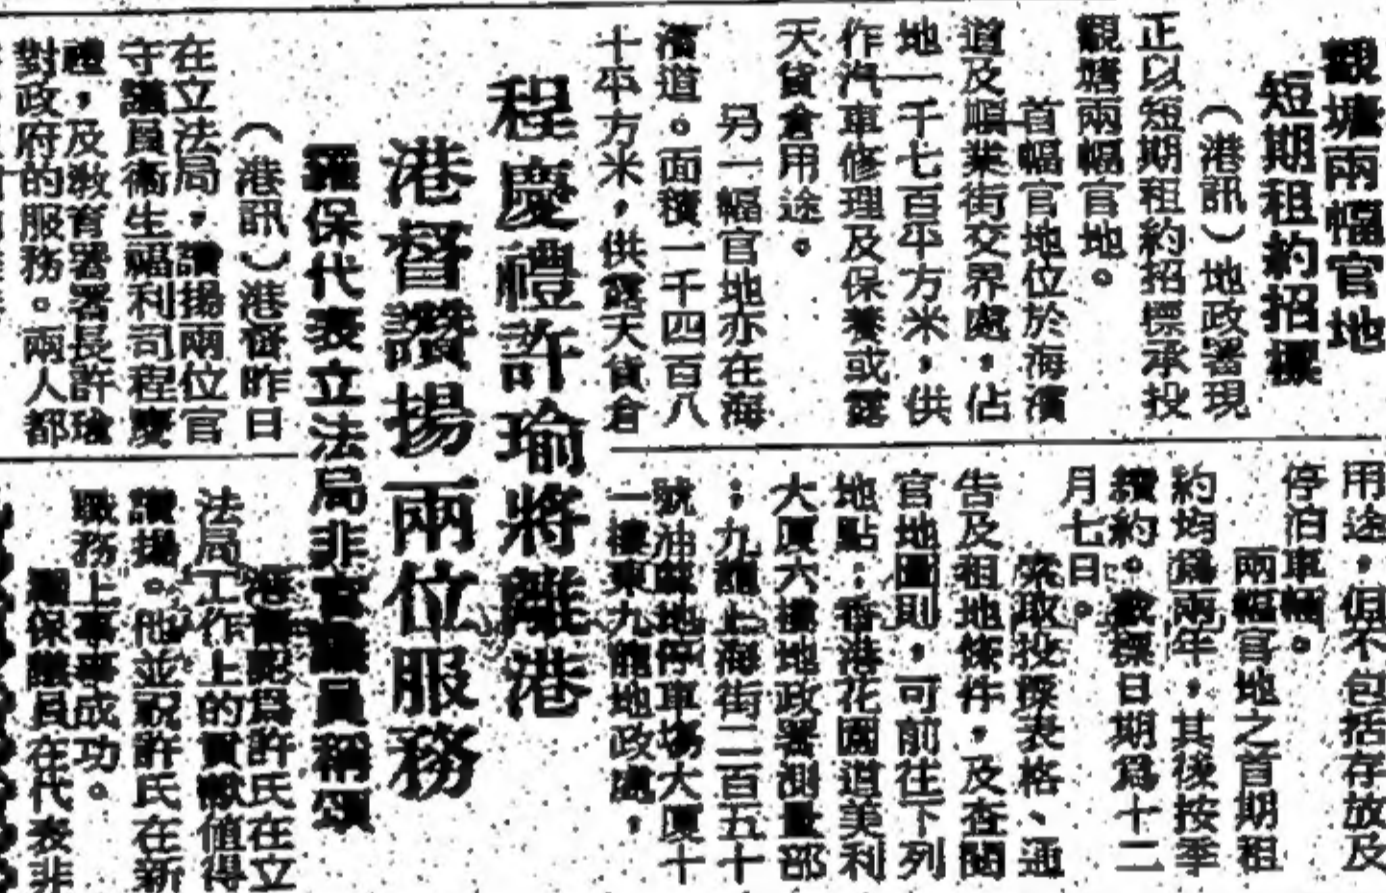 觀塘兩幅官地
短期租約招標
（港訊）地政署現
正以短期租約招標承投
觀塘兩幅官地。
首幅官地位於海濱
道及巧業街交界處，佔
地一千七百平方米，供
作汽車修理及保養或露
天貨倉用途。
另一幅官地亦在海
濱道。面積一千四百八
十平方米，供露天貨倉
用途，但不包括存放及
停泊車輛。
兩幅官地之首期租
約均爲兩年，其後按季
續約。截標日期爲十二
月七日。
索取投標表格、通
告及租地條件，及查閱
官地圖則，可前往下列
地點：香港花園道美利
大厦六樓地政署測量部
；九龍上海街二百五十
號油麻地停車場大厦十
一樓東九龍地政處，
程慶禮許瑜將離港
港督讚揚兩位服務
羅保代表立法局非官議員稱頌
（港訊）港督昨日
在立法局，讚揚兩位官
守議員衞生福利司程慶
禮，及敎育署署長許瑜
對政府的服務。兩人都
港督認爲許氏在立
法局工作上的貢獻值得
讚揚。他並祝許氏在新
職務上事事成功。
羅保議員在代表非